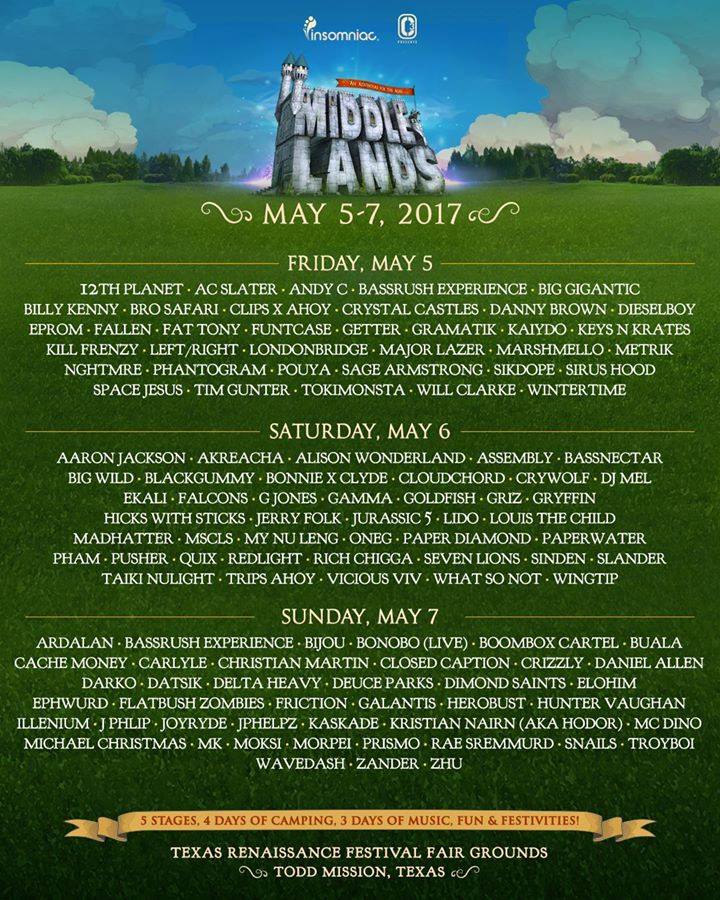 insomniac
PRESENTS
AN ADVENTURE FOR THE AGES
MIDDLE
LANDS
MAY 5-7, 2017
FRIDAY, MAY 5
12TH PLANET · AC SLATER · ANDY C · BASSRUSH EXPERIENCE · BIG GIGANTIC
BILLY KENNY · BRO SAFARI · CLIPS X AHOY · CRYSTAL CASTLES · DANNY BROWN · DIESELBOY
EPROM · FALLEN · FAT TONY · FUNTCASE · GETTER · GRAMATIK · KAIYDO · KEYS N KRATES
KILL FRENZY · LEFT/RIGHT · LONDONBRIDGE · MAJOR LAZER · MARSHMELLO · METRIK
NGHTMRE · PHANTOGRAM · POUYA · SAGE ARMSTRONG · SIKDOPE · SIRUS HOOD
SPACE JESUS · TIM GUNTER · TOKIMONSTA · WILL CLARKE · WINTERTIME
SATURDAY, MAY 6
AARON JACKSON · AKREACHA · ALISON WONDERLAND · ASSEMBLY · BASSNECTAR
BIG WILD · BLACKGUMMY · BONNIE X CLYDE · CLOUDCHORD · CRYWOLF · DJ MEL
EKALI · FALCONS · G JONES · GAMMA · GOLDFISH · GRIZ · GRYFFIN
HICKS WITH STICKS · JERRY FOLK · JURASSIC 5 · LIDO · LOUIS THE CHILD
MADHATTER · MSCLS · MY NU LENG · ONEG · PAPER DIAMOND · PAPERWATER
PHAM · PUSHER · QUIX · REDLIGHT · RICH CHIGGA · SEVEN LIONS · SINDEN · SLANDER
TAIKI NULIGHT · TRIPS AHOY · VICIOUS VIV · WHAT SO NOT · WINGTIP
SUNDAY, MAY 7
ARDALAN · BASSRUSH EXPERIENCE · BIJOU · BONOBO (LIVE) · BOOMBOX CARTEL · BUALA
CACHE MONEY · CARLYLE · CHRISTIAN MARTIN · CLOSED CAPTION · CRIZZLY · DANIEL ALLEN
DARKO · DATSIK · DELTA HEAVY · DEUCE PARKS · DIMOND SAINTS · ELOHIM
EPHWURD · FLATBUSH ZOMBIES · FRICTION · GALANTIS · HEROBUST · HUNTER VAUGHAN
ILLENIUM · J PHLIP · JOYRYDE · JPHELPZ · KASKADE · KRISTIAN NAIRN (AKA HODOR) · MC DINO
MICHAEL CHRISTMAS · MK · MOKSI · MORPEI · PRISMO · RAE SREMMURD · SNAILS · TROYBOI
WAVEDASH · ZANDER · ZHU
5 STAGES, 4 DAYS OF CAMPING, 3 DAYS OF MUSIC, FUN & FESTIVITIES!
TEXAS RENAISSANCE FESTIVAL FAIR GROUNDS
TODD MISSION, TEXAS